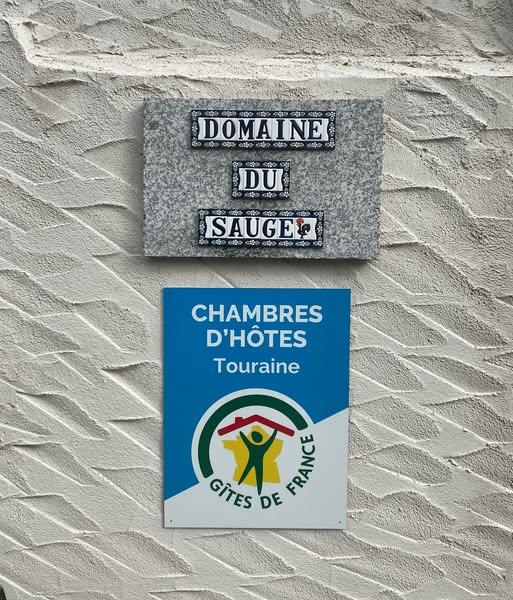 DOMAINE
DU
SAUGE
CHAMBRES
D'HÔTES
Touraine
GÎTES DE FRANCE